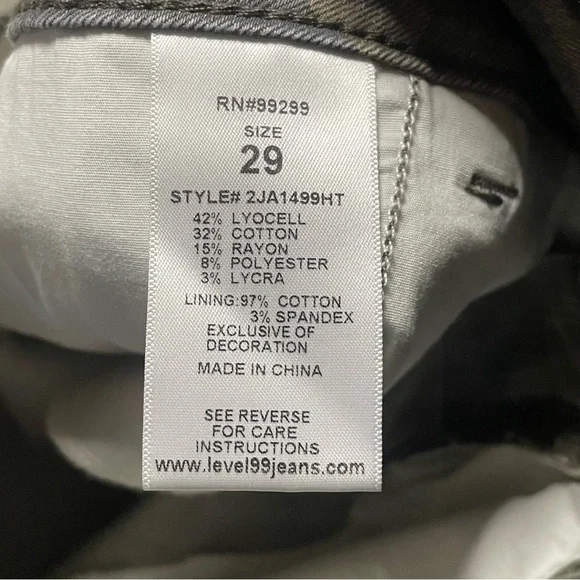 RN#99299
SIZE
29
STYLE# 2JA1499HT
42% LYOCELL
32% COTTON
15% RAYON
8% POLYESTER
3% LYCRA
LINING:97% COTTON
3% SPANDEX
EXCLUSIVE OF
DECORATION
MADE IN CHINA
SEE REVERSE
FOR CARE
INSTRUCTIONS
www.level99jeans.com